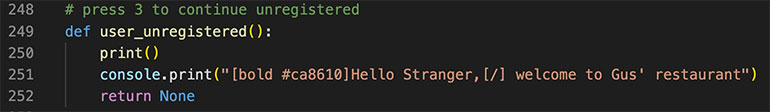 248 # press 3 to continue unregistered
249 def user_unregistered():
250     print()
251     console.print("[bold #ca8610]Hello Stranger,[/] welcome to Gus' restaurant")
252     return None